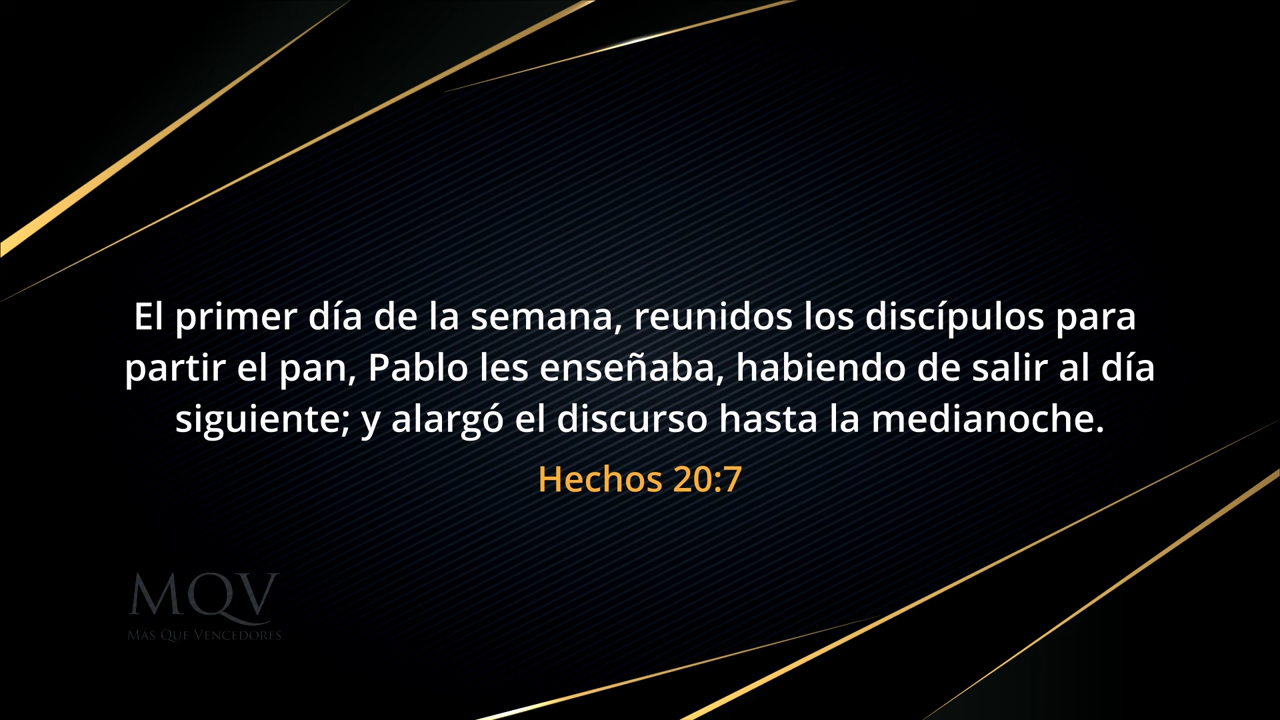 El primer día de la semana, reunidos los discípulos para
partir el pan, Pablo les enseñaba, habiendo de salir al día
siguiente; y alargó el discurso hasta la medianoche.
Hechos 20:7
MQV
MÁS QUE VENCEDORES